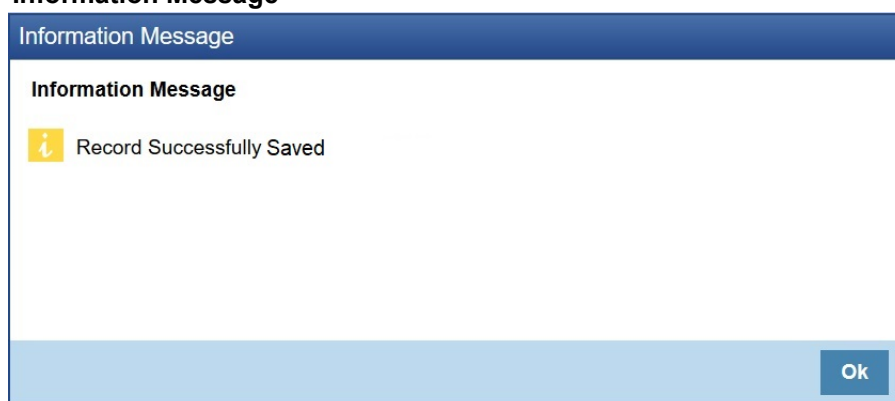 Information Message
Information Message
Information Message
i Record Successfully Saved
Ok